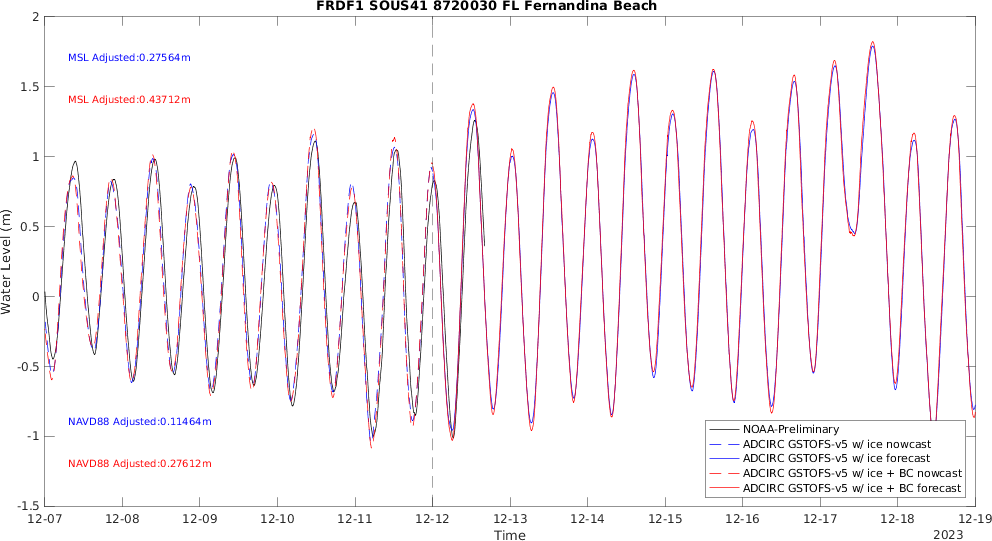 FRDF1 SOUS41 8720030 FL Fernandina Beach
2
1.5
1
0.5
0
-0.5
-1
-1.5
Water Level (m)
MSL Adjusted:0.27564m
MSL Adjusted:0.43712m
NAVD88 Adjusted:0.11464m
NAVD88 Adjusted:0.27612m
NOAA-Preliminary
ADCIRC GSTOFS-v5 w/ ice nowcast
ADCIRC GSTOFS-v5 w/ ice forecast
ADCIRC GSTOFS-v5 w/ ice + BC nowcast
ADCIRC GSTOFS-v5 w/ ice + BC forecast
12-07 12-08 12-09 12-10 12-11 12-12 12-13 12-14 12-15 12-16 12-17 12-18 12-19
Time
2023